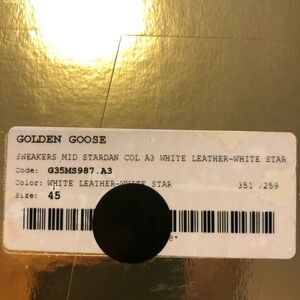 GOLDEN GOOSE
SNEAKERS MID STARDAN COL A3 WHITE LEATHER-WHITE STAR
Code: G35MS987.A3
Color: WHITE LEATHER-WHITE STAR 351 /259
Size: 45